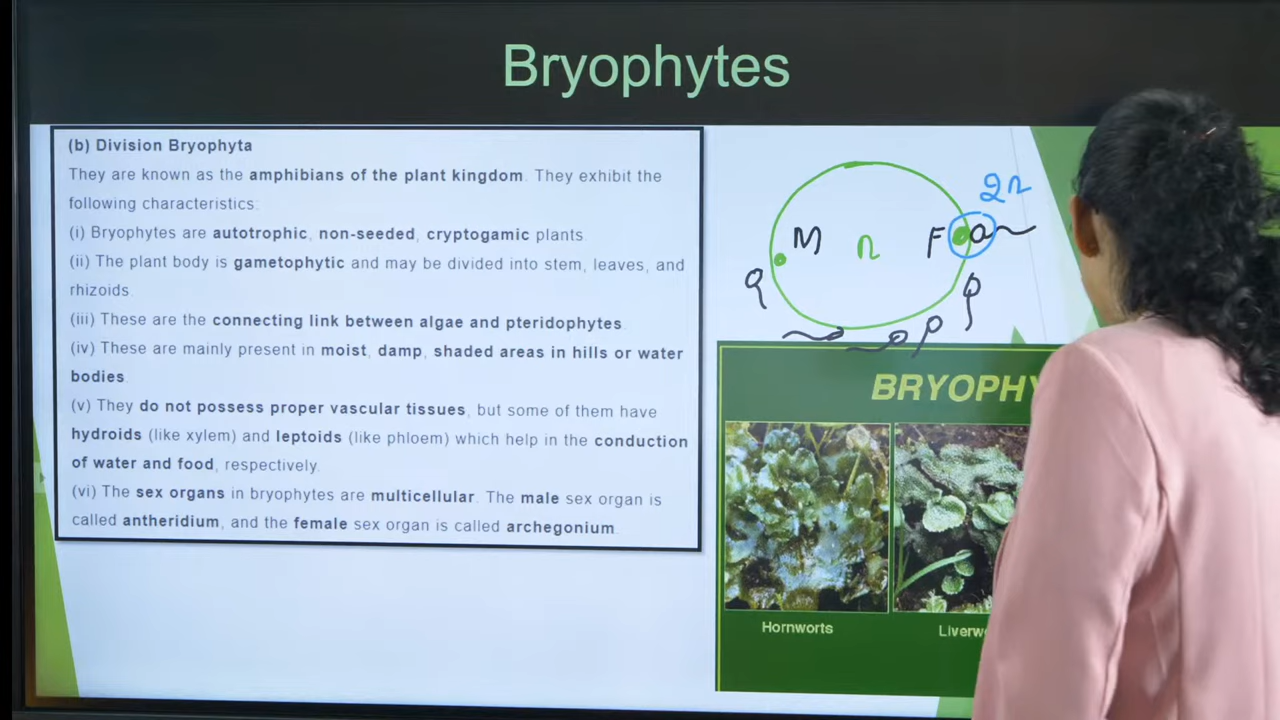 Bryophytes
(b) Division Bryophyta
They are known as the amphibians of the plant kingdom. They exhibit the
following characteristics:
(i) Bryophytes are autotrophic, non-seeded, cryptogamic plants.
(ii) The plant body is gametophytic and may be divided into stem, leaves, and
rhizoids.
(iii) These are the connecting link between algae and pteridophytes.
(iv) These are mainly present in moist, damp, shaded areas in hills or water
bodies.
(v) They do not possess proper vascular tissues, but some of them have
hydroids (like xylem) and leptoids (like phloem) which help in the conduction
of water and food, respectively.
(vi) The sex organs in bryophytes are multicellular. The male sex organ is
called antheridium, and the female sex organ is called archegonium.
2n
M n F
BRYOPHY
Hornworts
Liverw